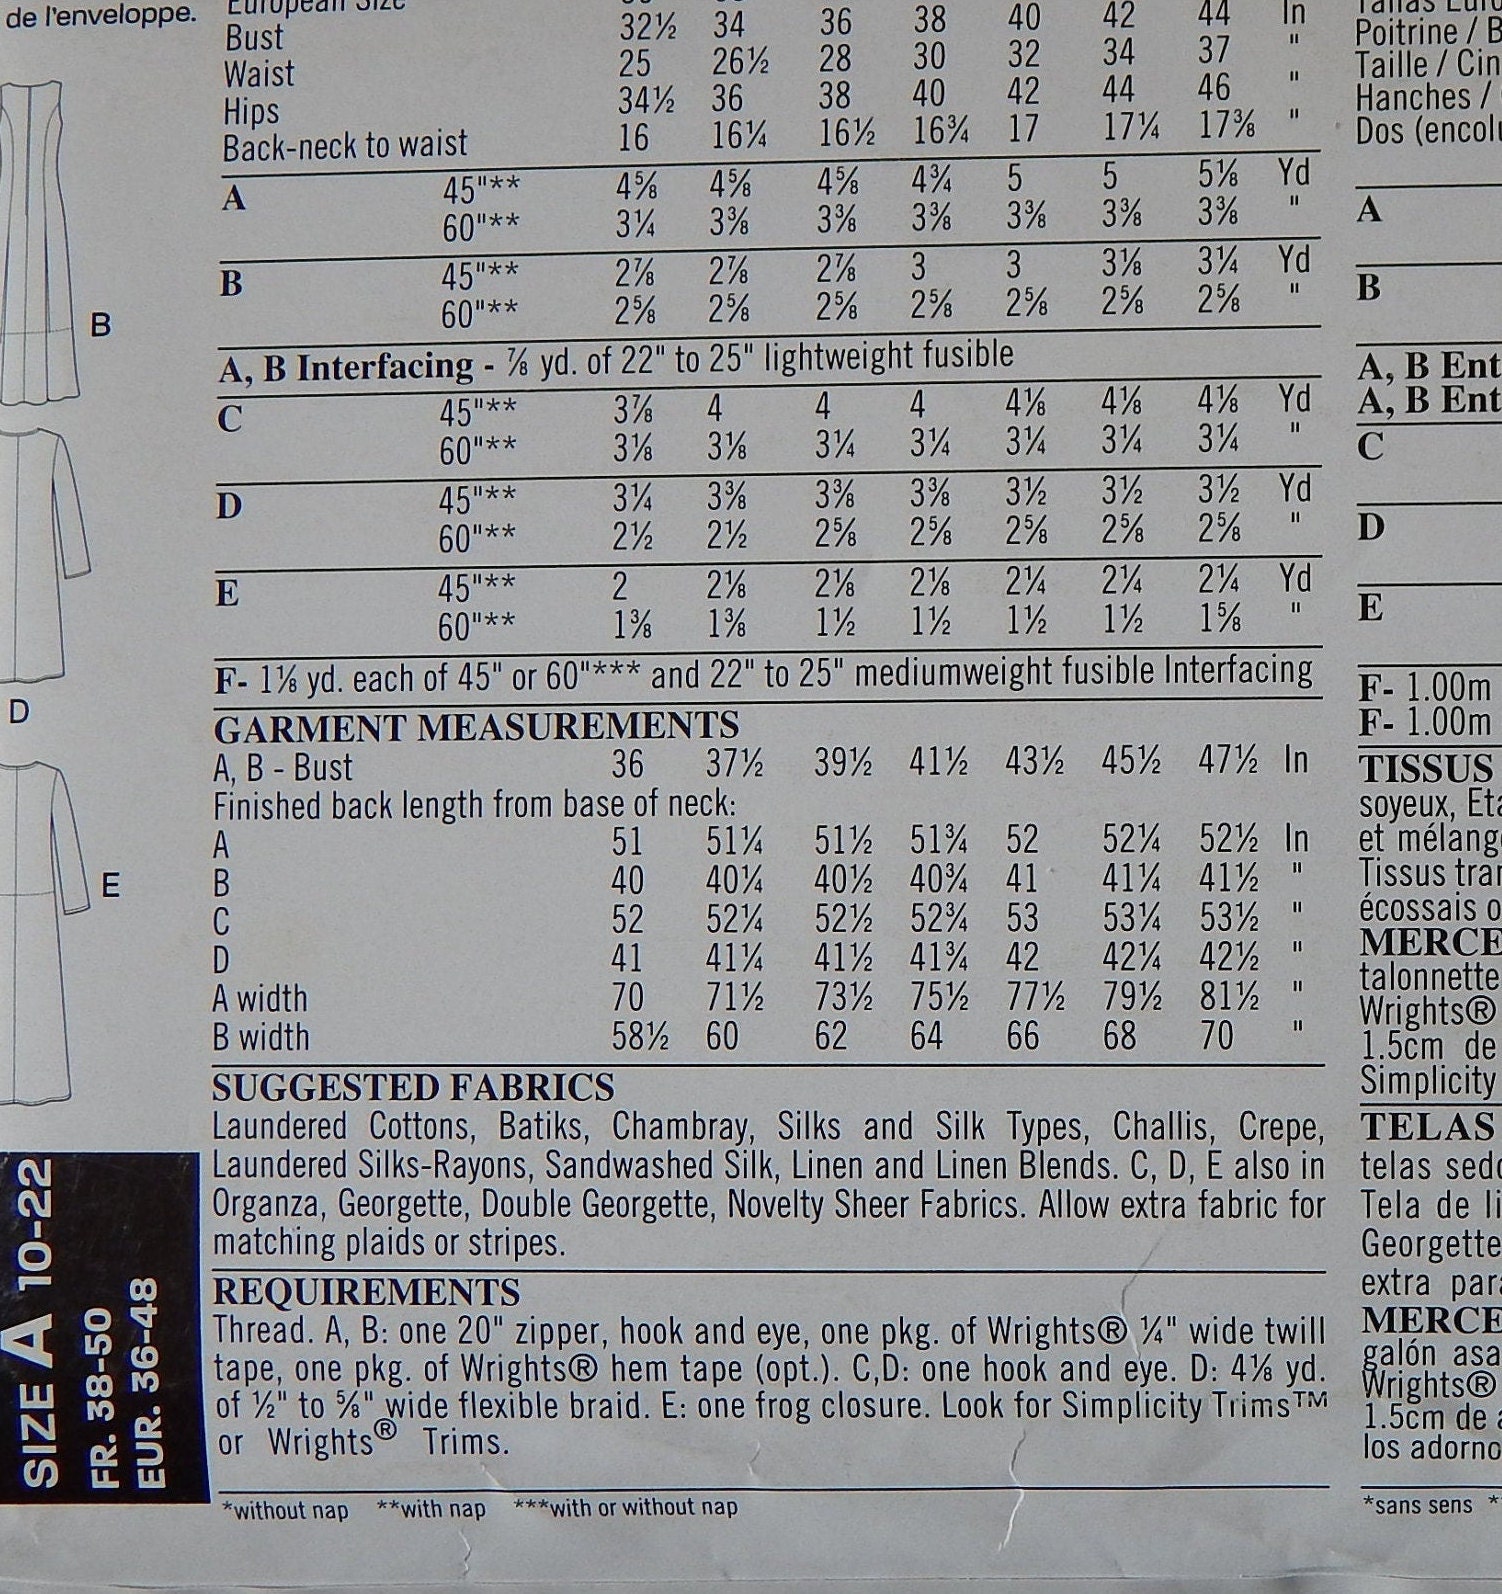 de l'enveloppe.
European Size
Bust 32½ 34 36 38 40 42 44 In
Waist 25 26½ 28 30 32 34 37 "
Hips 34½ 36 38 40 42 44 46 "
Back-neck to waist 16 16¼ 16½ 16¾ 17 17¼ 17⅜ "
A 45"** 4⅝ 4⅝ 4⅝ 4¾ 5 5 5⅛ Yd
60"** 3¼ 3⅜ 3⅜ 3⅜ 3⅜ 3⅜ 3⅜ "
B 45"** 2⅞ 2⅞ 2⅞ 3 3 3⅛ 3¼ Yd
60"** 2⅝ 2⅝ 2⅝ 2⅝ 2⅝ 2⅝ 2⅝ "
A, B Interfacing - ⅞ yd. of 22" to 25" lightweight fusible
C 45"** 3⅞ 4 4 4 4⅛ 4⅛ 4⅛ Yd
60"** 3⅛ 3⅛ 3¼ 3¼ 3¼ 3¼ 3¼ "
D 45"** 3¼ 3⅜ 3⅜ 3⅜ 3½ 3½ 3½ Yd
60"** 2½ 2½ 2⅝ 2⅝ 2⅝ 2⅝ 2⅝ "
E 45"** 2 2⅛ 2⅛ 2⅛ 2¼ 2¼ 2¼ Yd
60"** 1⅜ 1⅜ 1½ 1½ 1½ 1½ 1⅝ "
F- 1⅛ yd. each of 45" or 60"*** and 22" to 25" mediumweight fusible Interfacing
GARMENT MEASUREMENTS
A, B - Bust 36 37½ 39½ 41½ 43½ 45½ 47½ In
Finished back length from base of neck:
A 51 51¼ 51½ 51¾ 52 52¼ 52½ In
B 40 40¼ 40½ 40¾ 41 41¼ 41½ "
C 52 52¼ 52½ 52¾ 53 53¼ 53½ "
D 41 41¼ 41½ 41¾ 42 42¼ 42½ "
A width 70 71½ 73½ 75½ 77½ 79½ 81½ "
B width 58½ 60 62 64 66 68 70 "
SUGGESTED FABRICS
Laundered Cottons, Batiks, Chambray, Silks and Silk Types, Challis, Crepe,
Laundered Silks-Rayons, Sandwashed Silk, Linen and Linen Blends. C, D, E also in
Organza, Georgette, Double Georgette, Novelty Sheer Fabrics. Allow extra fabric for
matching plaids or stripes.
REQUIREMENTS
Thread. A, B: one 20" zipper, hook and eye, one pkg. of Wrights® ¼" wide twill
tape, one pkg. of Wrights® hem tape (opt.). C,D: one hook and eye. D: 4⅛ yd.
of ½" to ⅝" wide flexible braid. E: one frog closure. Look for Simplicity Trims™
or Wrights® Trims.
*without nap **with nap ***with or without nap
B
D
E
SIZE A 10-22
FR. 38-50
EUR. 36-48
Poitrine / B
Taille / Cin
Hanches /
Dos (encolu
A
B
A, B Ent
A, B Ent
C
D
E
F- 1.00m
F- 1.00m
TISSUS
soyeux, Eta
et mélange
Tissus tran
écossais o
MERCE
talonnette
Wrights®
1.5cm de
Simplicity
TELAS
telas sedo
Tela de li
Georgette
extra para
MERCE
galón asa
Wrights®
1.5cm de a
los adorno
*sans sens *